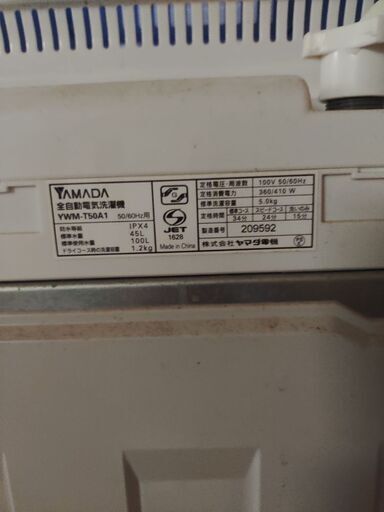 YAMADA
全自動電気洗濯機
YWM-T50A1 50/60Hz用
防水等級 IPX4
標準水量 45L
標準使用水量 100L
ドライコース時の洗濯容量 1.2kg
JET
1628
Made in China
定格電圧・周波数 100V 50/60Hz
定格消費電力 360/410 W
標準洗濯容量 5.0kg
定格時間 標準コース スピードコース 洗いのみ
34分 24分 15分
製造番号 209592
株式会社 ヤマダ電機